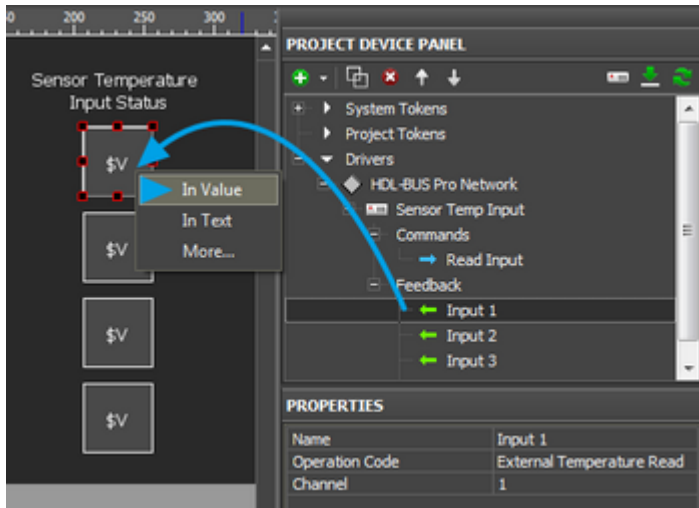 0 200 250 300
Sensor Temperature
Input Status
$V
In Value
In Text
More...
$V
$V
$V
PROJECT DEVICE PANEL
System Tokens
Project Tokens
Drivers
HDL-BUS Pro Network
Sensor Temp Input
Commands
Read Input
Feedback
Input 1
Input 2
Input 3
PROPERTIES
Name Input 1
Operation Code External Temperature Read
Channel 1